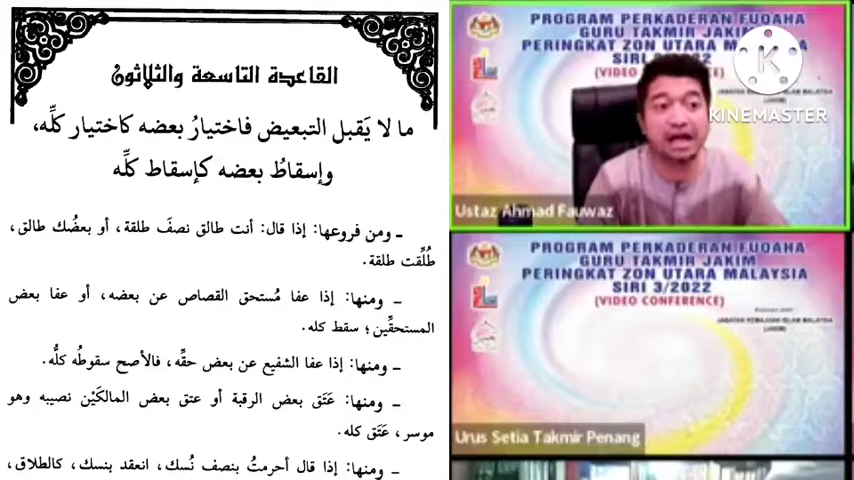 القاعدة التاسعة والثلاثون
ما لا يَقبل التبعيض فاختيارُ بعضه كاختيار كلِّه،
وإسقاطُ بعضه كإسقاط كلِّه
ـ ومن فروعها: إذا قال: أنت طالق نصفَ طلقة، أو بعضُك طالق،
طُلِّقت طلقة.
ـ ومنها: إذا عفا مُستحق القصاص عن بعضه، أو عفا بعض
المستحقِّين؛ سقط كله.
ـ ومنها: إذا عفا الشفيع عن بعض حقِّه، فالأصح سقوطُه كلُّه.
ـ ومنها: عَتَق بعض الرقبة أو عتق بعض المالكَيْن نصيبه وهو
موسر، عَتَق كله.
ـ ومنها: إذا قال أحرمتُ بنصف نُسك، انعقد بنسك، كالطلاق،
PROGRAM PERKADERAN FUQAHA
GURU TAKMIR JAKIM
PERINGKAT ZON UTARA
SIRI
(VIDEO
K
KINEMASTER
Ustaz Ahmad Fauwaz
PROGRAM PERKADERAN FUQAHA
GURU TAKMIR JAKIM
PERINGKAT ZON UTARA MALAYSIA
SIRI 3/2022
(VIDEO CONFERENCE)
JABATAN KEMAJUAN ISLAM MALAYSIA
(JAKIM)
Urus Setia Takmir Penang